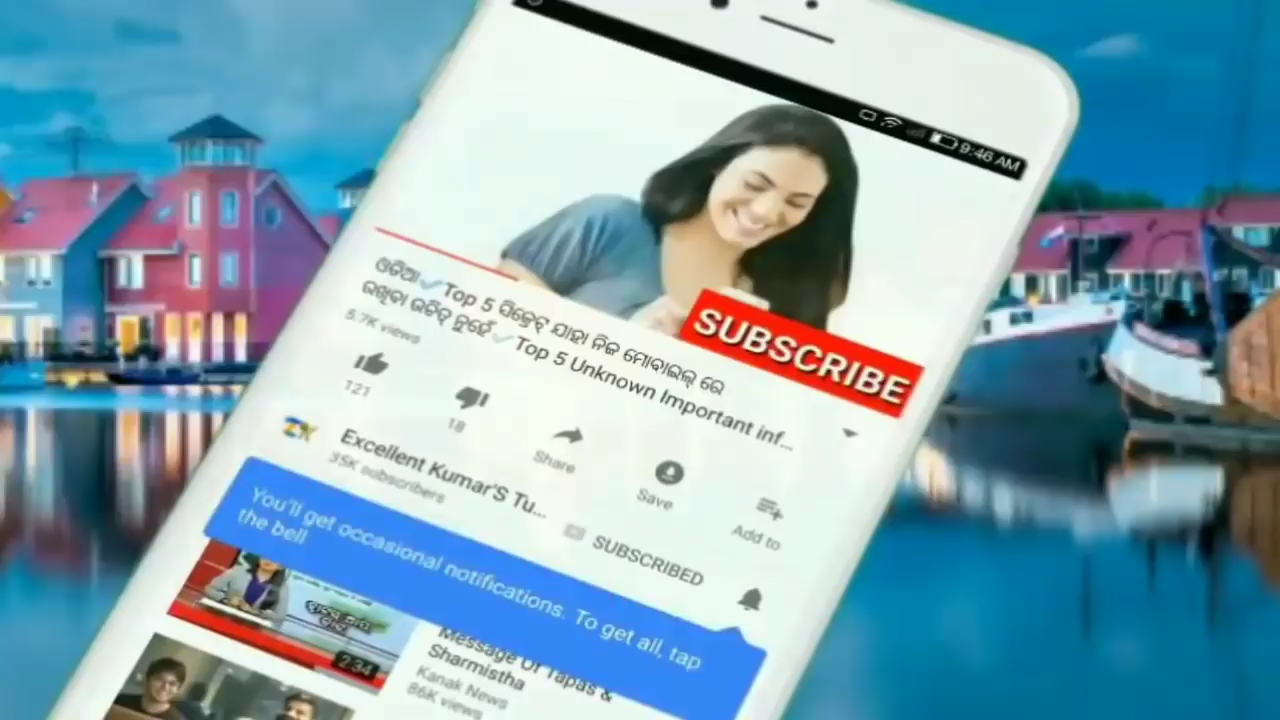 9:46 AM
SUBSCRIBE
ଓଡିଆ✓Top 5 ସିକ୍ରେଟ୍ ଯାହା ନିଜ ମୋବାଇଲ୍ ରେ
ରଖିବା ଉଚିତ୍ ନୁହେଁ✓Top 5 Unknown Important inf...
5.7K views
121
18
Share
Save
Add to
Excellent Kumar'S Tu...
35K subscribers
SUBSCRIBED
You'll get occasional notifications. To get all, tap
the bell
2:34
Message Of Tapas &
Sharmistha
Kanak News
86K views